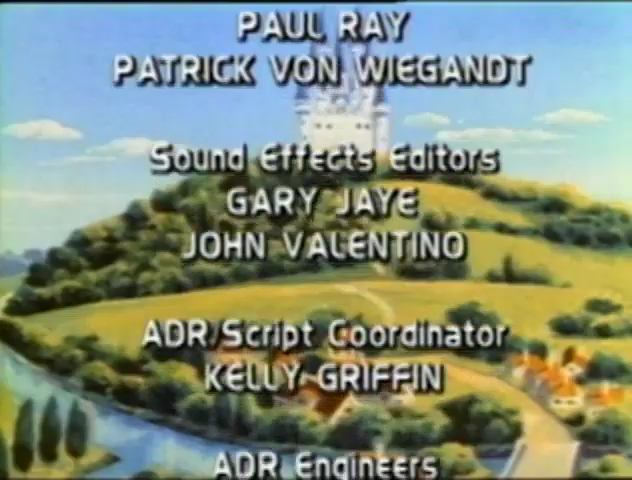 PAUL RAY
PATRICK VON WIEGANDT
Sound Effects Editors
GARY JAYE
JOHN VALENTINO
ADR/Script Coordinator
KELLY GRIFFIN
ADR Engineers